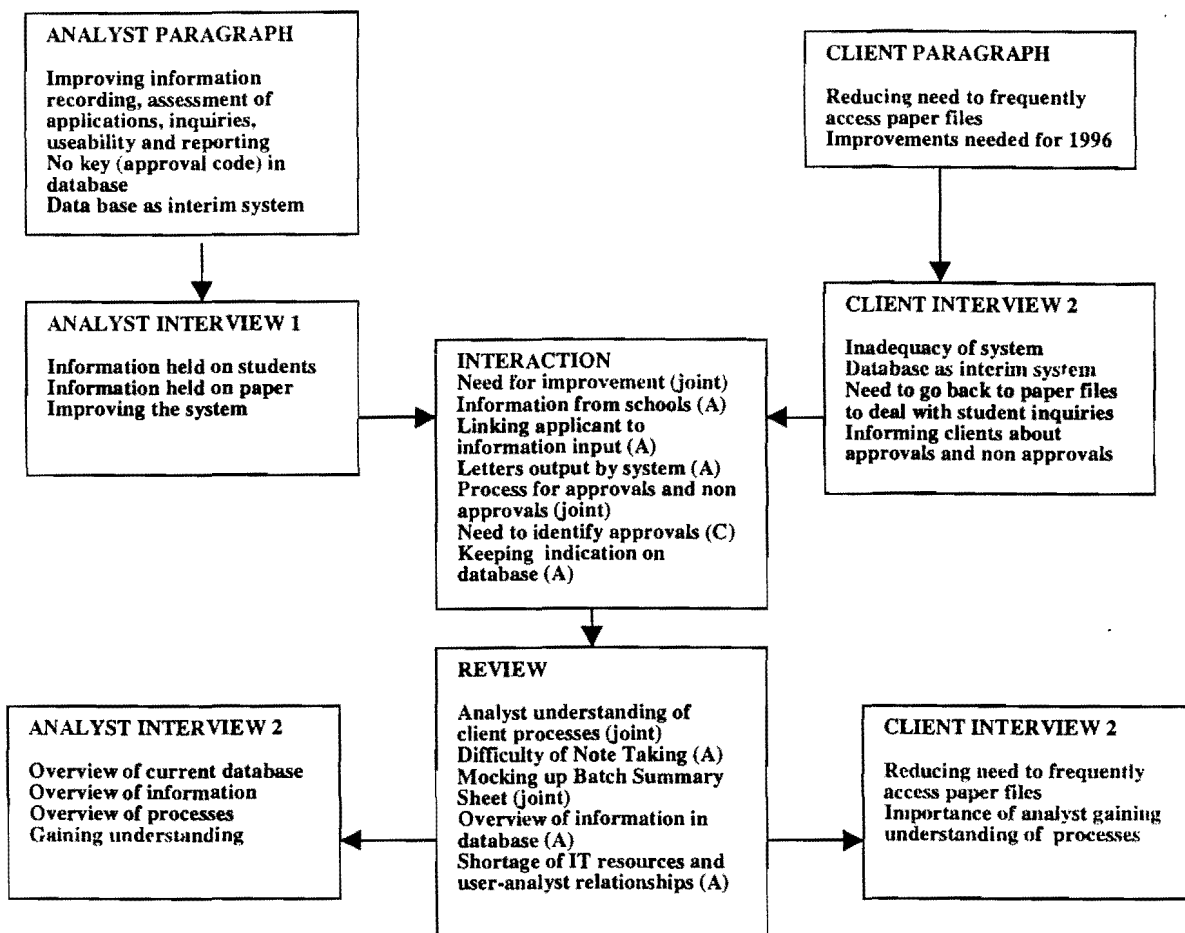 ANALYST PARAGRAPH
Improving information
recording, assessment of
applications, inquiries,
useability and reporting
No key (approval code) in
database
Data base as interim system
CLIENT PARAGRAPH
Reducing need to frequently
access paper files
Improvements needed for 1996
ANALYST INTERVIEW 1
Information held on students
Information held on paper
Improving the system
INTERACTION
Need for improvement (joint)
Information from schools (A)
Linking applicant to
information input (A)
Letters output by system (A)
Process for approvals and non
approvals (joint)
Need to identify approvals (C)
Keeping indication on
database (A)
CLIENT INTERVIEW 2
Inadequacy of system
Database as interim system
Need to go back to paper files
to deal with student inquiries
Informing clients about
approvals and non approvals
ANALYST INTERVIEW 2
Overview of current database
Overview of information
Overview of processes
Gaining understanding
REVIEW
Analyst understanding of
client processes (joint)
Difficulty of Note Taking (A)
Mocking up Batch Summary
Sheet (joint)
Overview of information in
database (A)
Shortage of IT resources and
user-analyst relationships (A)
CLIENT INTERVIEW 2
Reducing need to frequently
access paper files
Importance of analyst gaining
understanding of processes